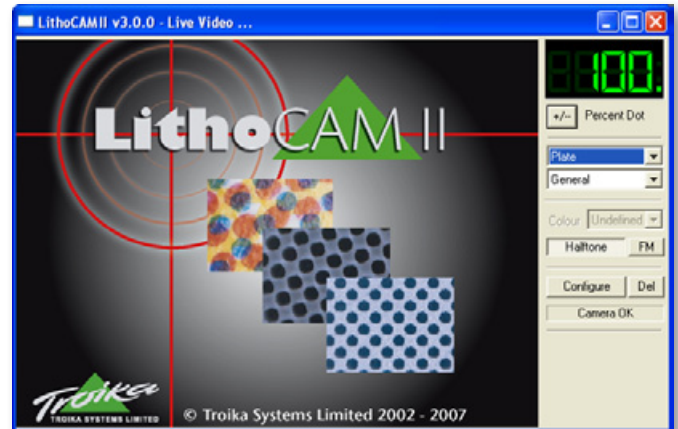 LithoCAMII v3.0.0 - Live Video ...
100.
+/- Percent Dot
LithoCAM II
Plate
General
Colour Undefined
Halftone FM
Configure Del
Camera OK
Troika
TROIKA SYSTEMS LIMITED
© Troika Systems Limited 2002 - 2007